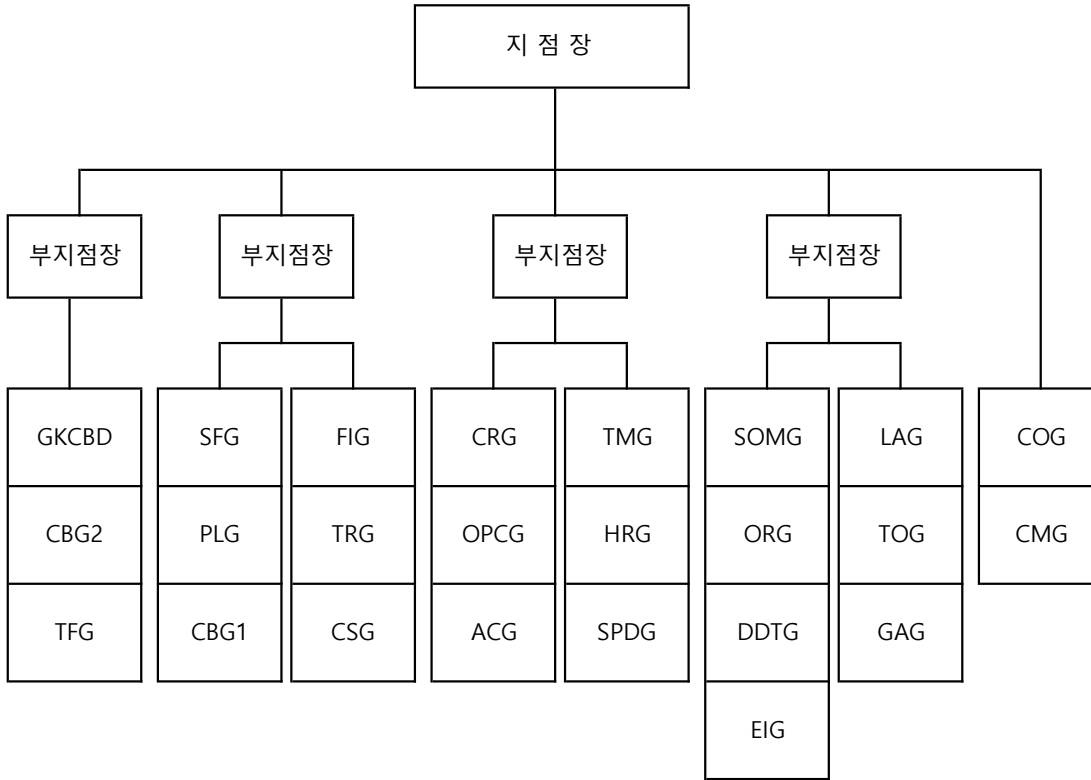 지 점 장
부지점장 부지점장 부지점장 부지점장
GKCBD SFG FIG CRG TMG SOMG LAG COG
CBG2 PLG TRG OPCG HRG ORG TOG CMG
TFG CBG1 CSG ACG SPDG DDTG GAG
EIG